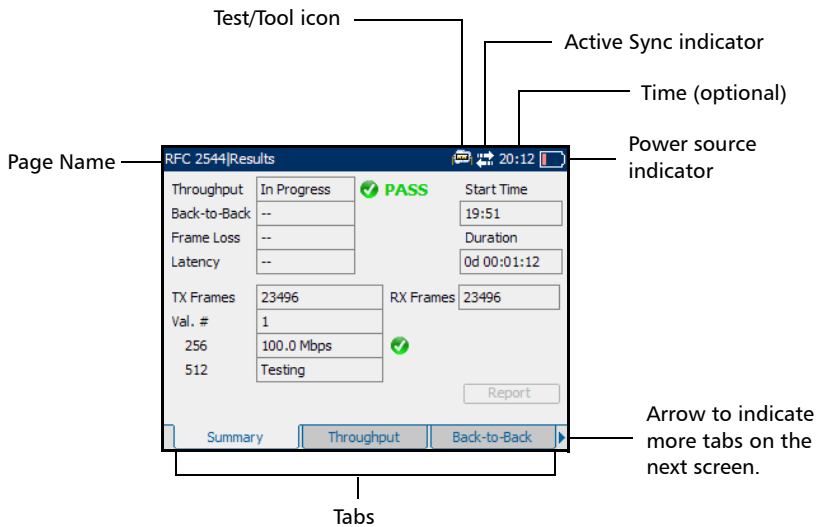 Test/Tool icon
Active Sync indicator
Time (optional)
Power source
indicator
Page Name
RFC 2544|Results
20:12
Throughput In Progress PASS Start Time
Back-to-Back -- 19:51
Frame Loss -- Duration
Latency -- 0d 00:01:12
TX Frames 23496 RX Frames 23496
Val. # 1
256 100.0 Mbps
512 Testing
Report
Summary Throughput Back-to-Back
Arrow to indicate
more tabs on the
next screen.
Tabs